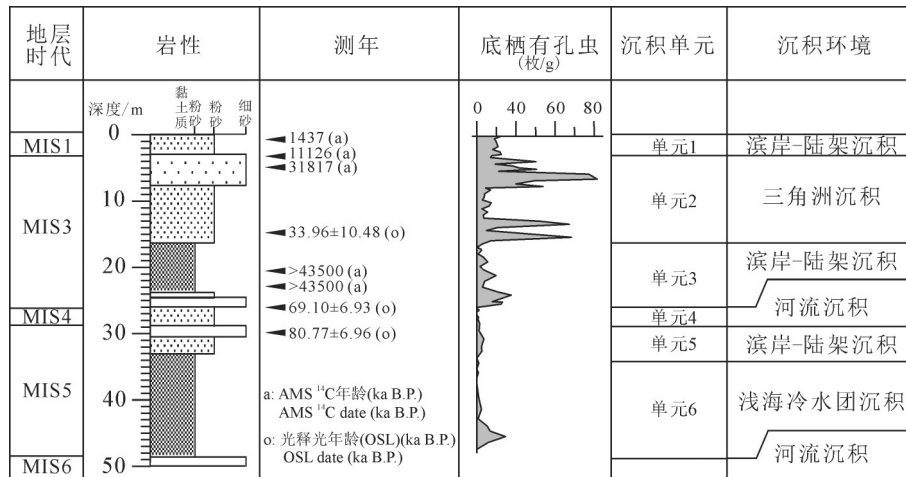 地层
时代
岩性
测年
底栖有孔虫
(枚/g)
沉积单元
沉积环境
深度/m
黏土质粉砂
粉砂
细砂
0
10
20
30
40
50
0 40 80
MIS1
MIS3
MIS4
MIS5
MIS6
1437 (a)
11126 (a)
31817 (a)
33.96±10.48 (o)
>43500 (a)
>43500 (a)
69.10±6.93 (o)
80.77±6.96 (o)
a: AMS ¹⁴C年龄(ka B.P.)
AMS ¹⁴C date (ka B.P.)
o: 光释光年龄(OSL)(ka B.P.)
OSL date (ka B.P.)
单元1
单元2
单元3
单元4
单元5
单元6
滨岸-陆架沉积
三角洲沉积
滨岸-陆架沉积
河流沉积
滨岸-陆架沉积
浅海冷水团沉积
河流沉积